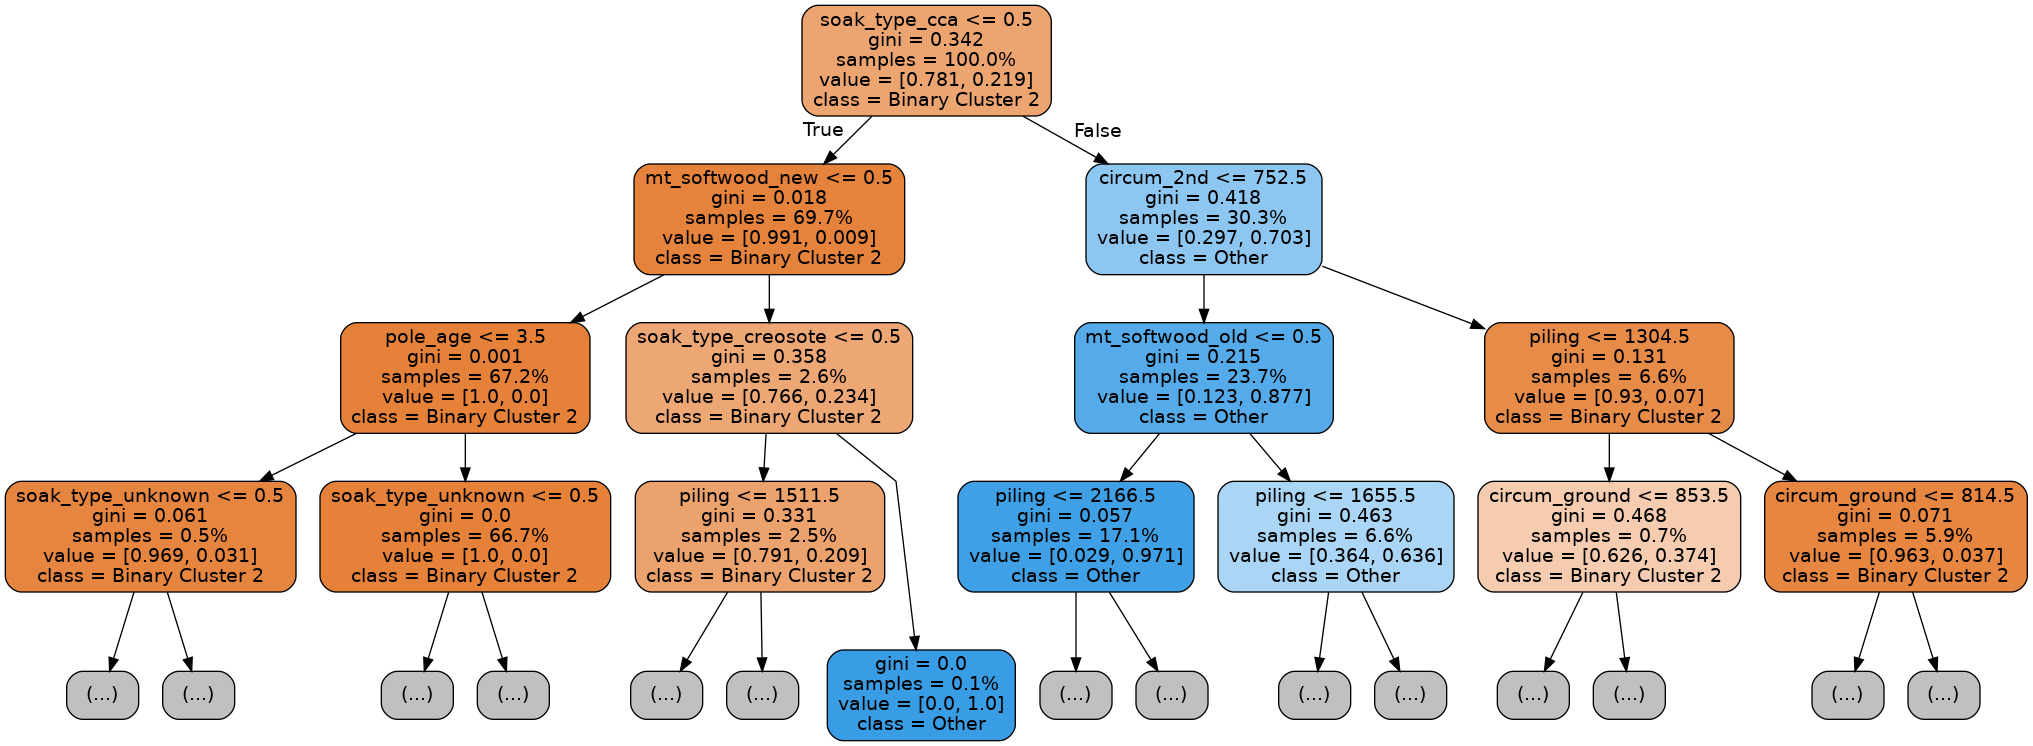 soak_type_cca <= 0.5
gini = 0.342
samples = 100.0%
value = [0.781, 0.219]
class = Binary Cluster 2
True
False
mt_softwood_new <= 0.5
gini = 0.018
samples = 69.7%
value = [0.991, 0.009]
class = Binary Cluster 2
circum_2nd <= 752.5
gini = 0.418
samples = 30.3%
value = [0.297, 0.703]
class = Other
pole_age <= 3.5
gini = 0.001
samples = 67.2%
value = [1.0, 0.0]
class = Binary Cluster 2
soak_type_creosote <= 0.5
gini = 0.358
samples = 2.6%
value = [0.766, 0.234]
class = Binary Cluster 2
mt_softwood_old <= 0.5
gini = 0.215
samples = 23.7%
value = [0.123, 0.877]
class = Other
piling <= 1304.5
gini = 0.131
samples = 6.6%
value = [0.93, 0.07]
class = Binary Cluster 2
soak_type_unknown <= 0.5
gini = 0.061
samples = 0.5%
value = [0.969, 0.031]
class = Binary Cluster 2
soak_type_unknown <= 0.5
gini = 0.0
samples = 66.7%
value = [1.0, 0.0]
class = Binary Cluster 2
piling <= 1511.5
gini = 0.331
samples = 2.5%
value = [0.791, 0.209]
class = Binary Cluster 2
piling <= 2166.5
gini = 0.057
samples = 17.1%
value = [0.029, 0.971]
class = Other
piling <= 1655.5
gini = 0.463
samples = 6.6%
value = [0.364, 0.636]
class = Other
circum_ground <= 853.5
gini = 0.468
samples = 0.7%
value = [0.626, 0.374]
class = Binary Cluster 2
circum_ground <= 814.5
gini = 0.071
samples = 5.9%
value = [0.963, 0.037]
class = Binary Cluster 2
(...)
(...)
(...)
(...)
(...)
(...)
gini = 0.0
samples = 0.1%
value = [0.0, 1.0]
class = Other
(...)
(...)
(...)
(...)
(...)
(...)
(...)
(...)